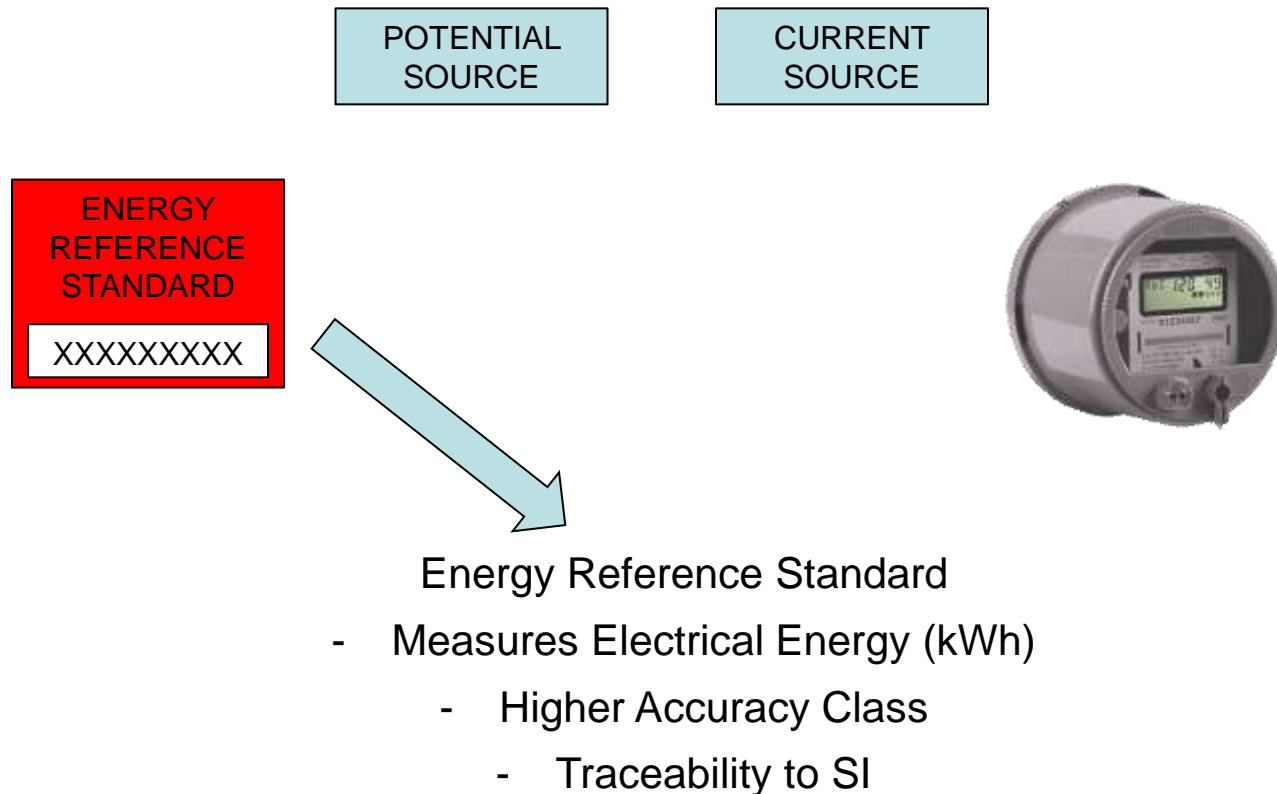 POTENTIAL
SOURCE
CURRENT
SOURCE
ENERGY
REFERENCE
STANDARD
XXXXXXXXX
Energy Reference Standard
- Measures Electrical Energy (kWh)
- Higher Accuracy Class
- Traceability to SI